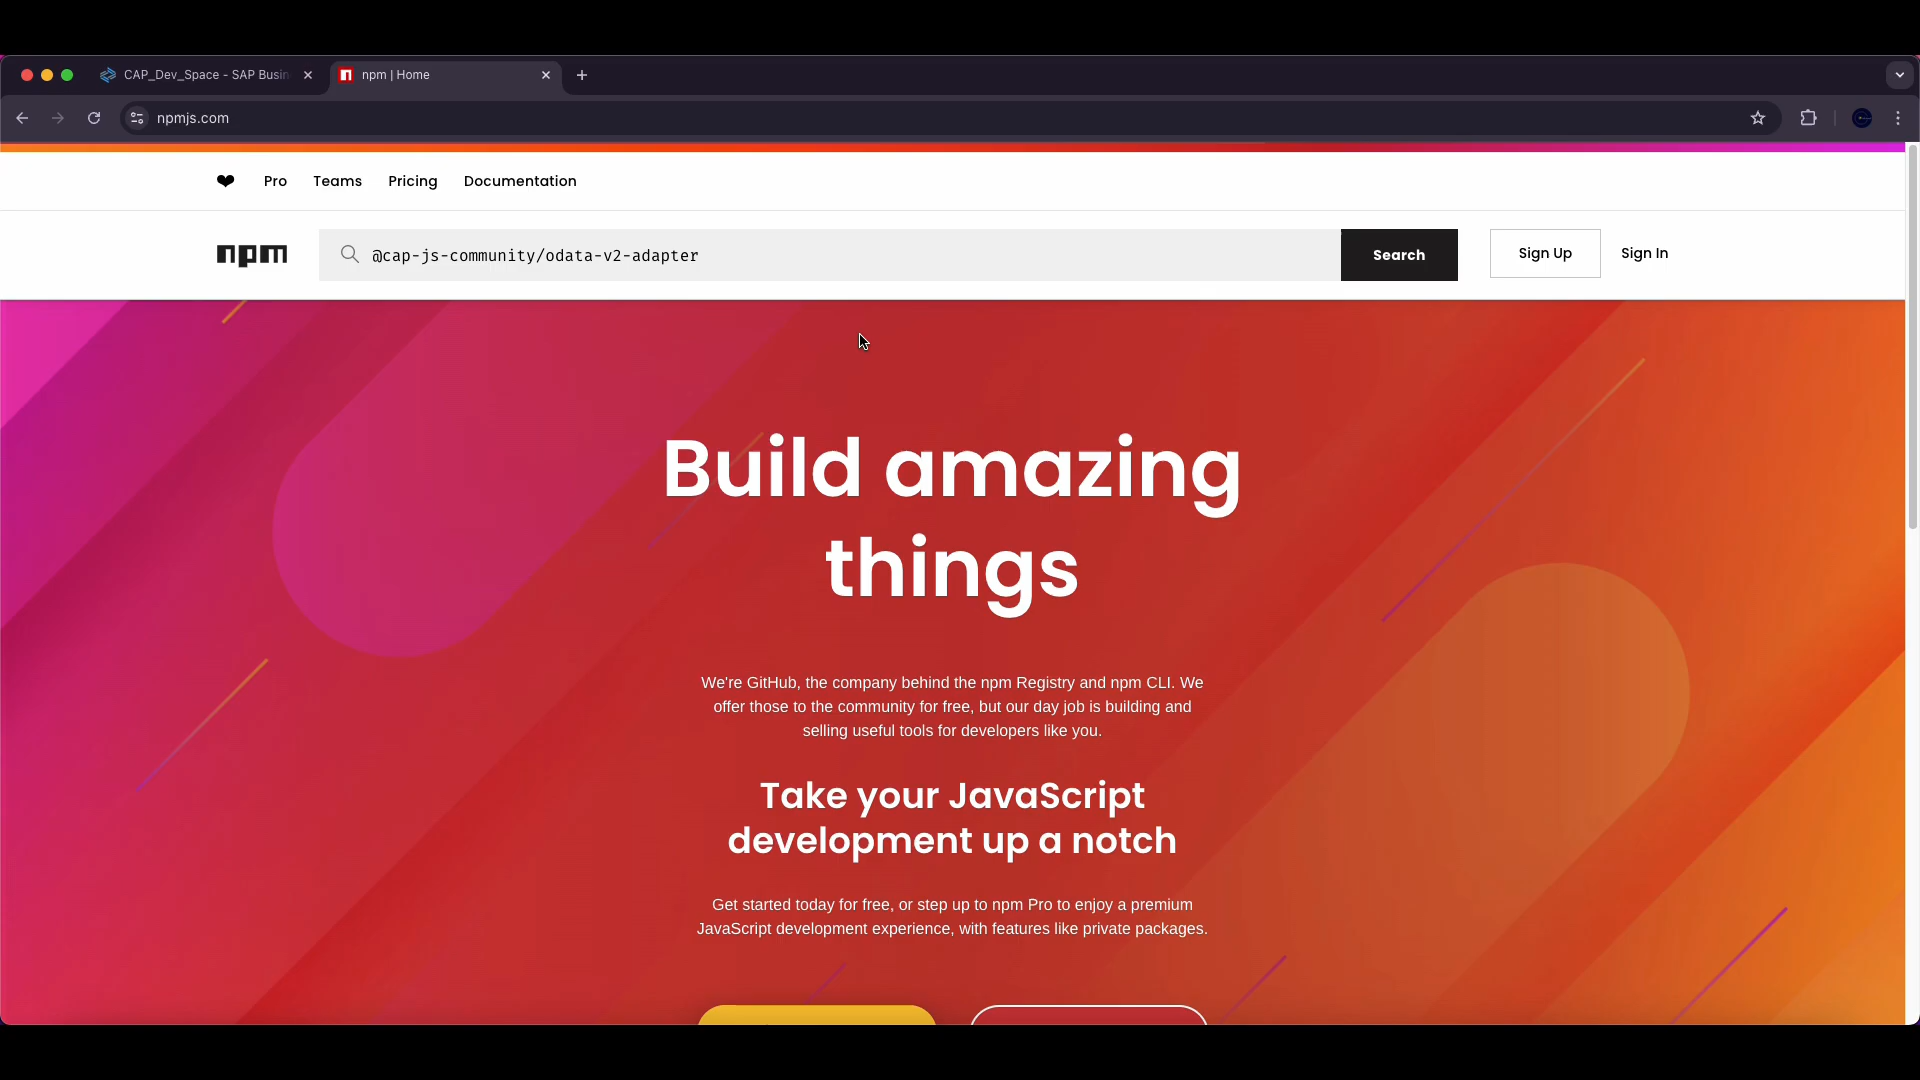 CAP_Dev_Space - SAP Busin
npm | Home
npmjs.com
❤ Pro Teams Pricing Documentation
npm
@cap-js-community/odata-v2-adapter
Search
Sign Up
Sign In
Build amazing
things
We're GitHub, the company behind the npm Registry and npm CLI. We
offer those to the community for free, but our day job is building and
selling useful tools for developers like you.
Take your JavaScript
development up a notch
Get started today for free, or step up to npm Pro to enjoy a premium
JavaScript development experience, with features like private packages.